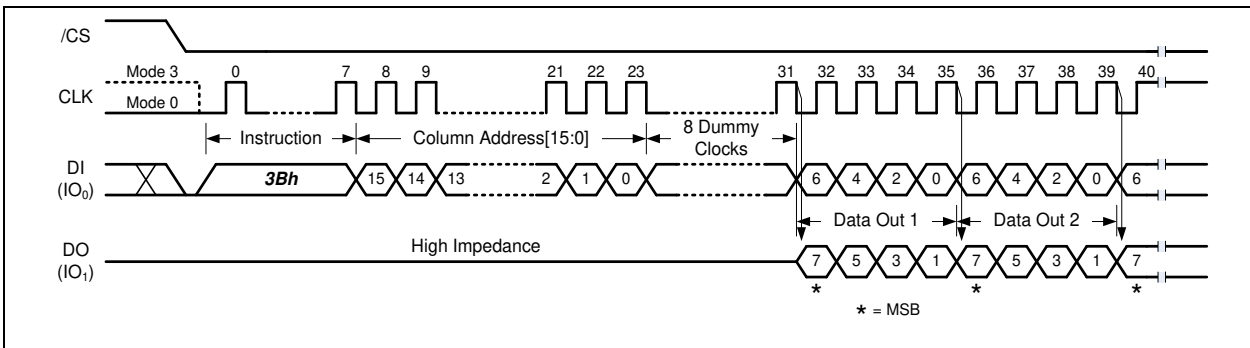 /CS
Mode 3 0 7 8 9 21 22 23 31 32 33 34 35 36 37 38 39 40
CLK
Mode 0
Instruction Column Address[15:0] 8 Dummy
Clocks
DI
(IO0) 3Bh 15 14 13 2 1 0 6 4 2 0 6 4 2 0 6
Data Out 1 Data Out 2
DO High Impedance
(IO1) 7 5 3 1 7 5 3 1 7
* * *
* = MSB